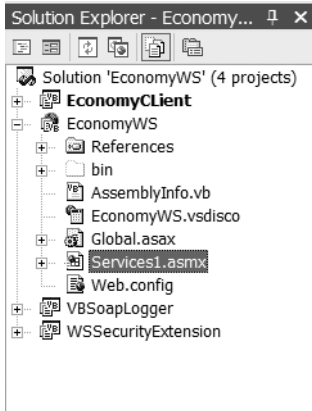 Solution Explorer - Economy...
Solution 'EconomyWS' (4 projects)
EconomyCLient
EconomyWS
References
bin
AssemblyInfo.vb
EconomyWS.vsdisco
Global.asax
Services1.asmx
Web.config
VBSoapLogger
WSSecurityExtension